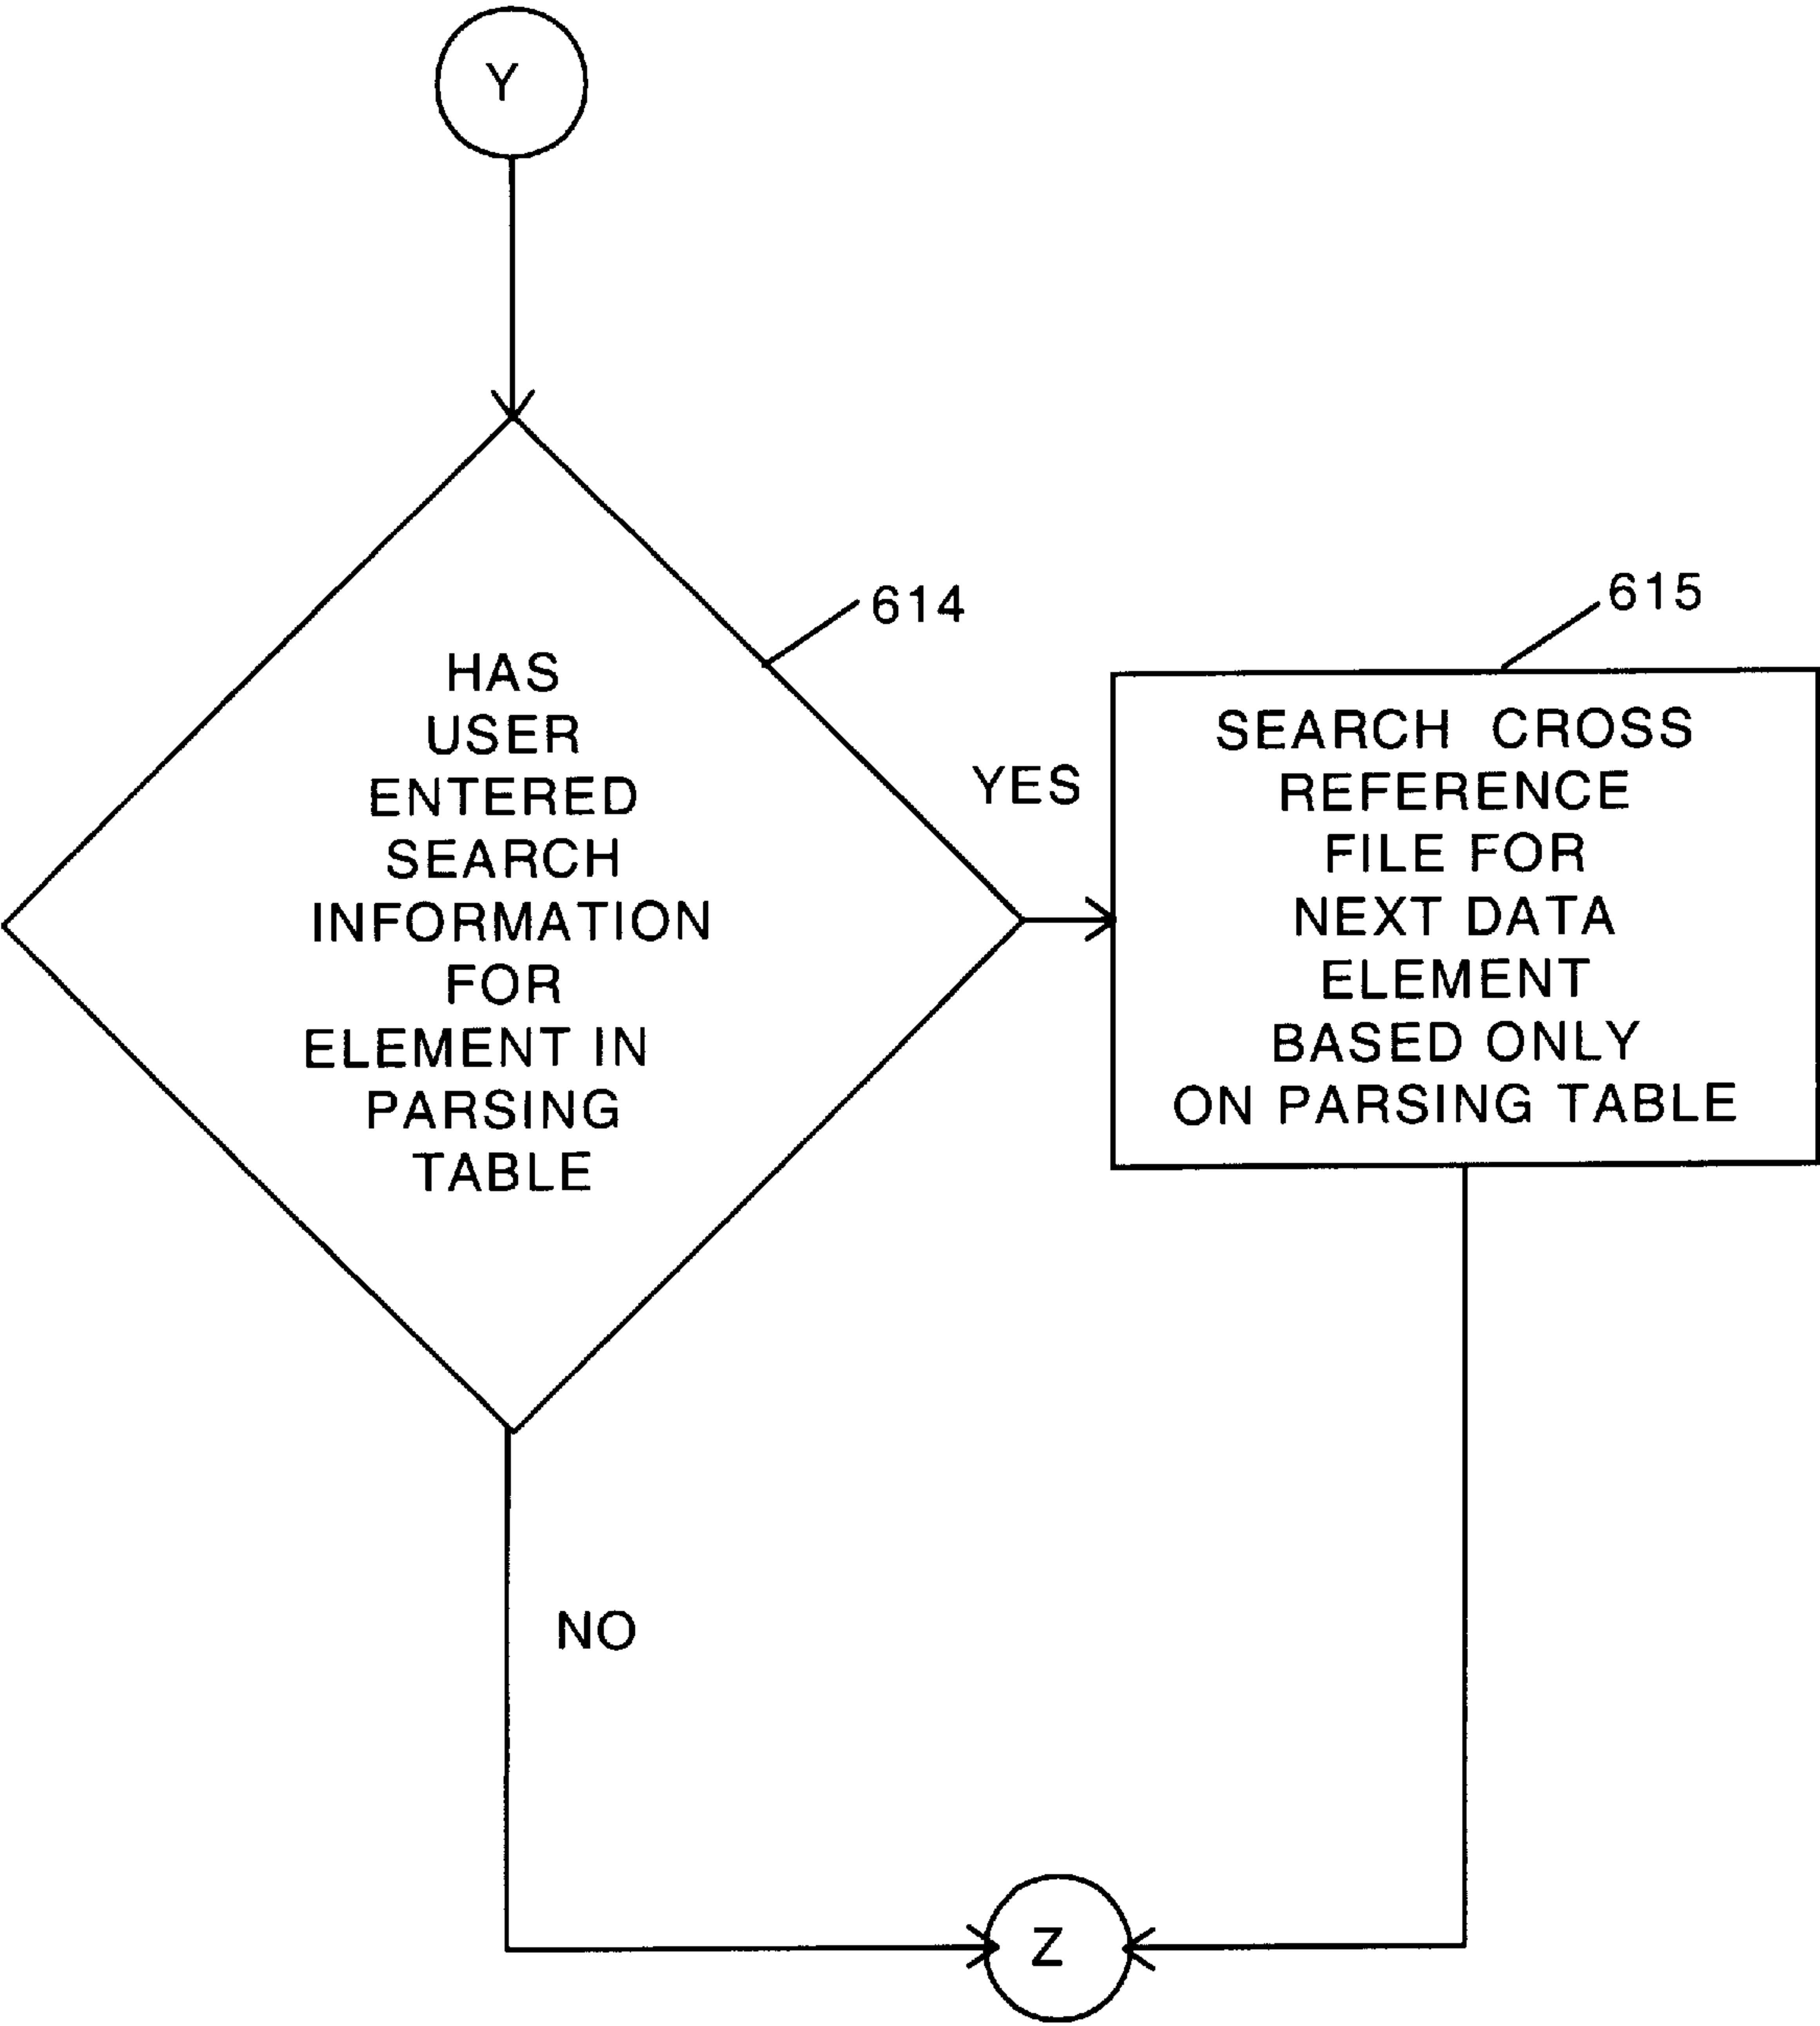 Y
614
HAS
USER
ENTERED
SEARCH
INFORMATION
FOR
ELEMENT IN
PARSING
TABLE
YES
615
SEARCH CROSS
REFERENCE
FILE FOR
NEXT DATA
ELEMENT
BASED ONLY
ON PARSING TABLE
NO
Z